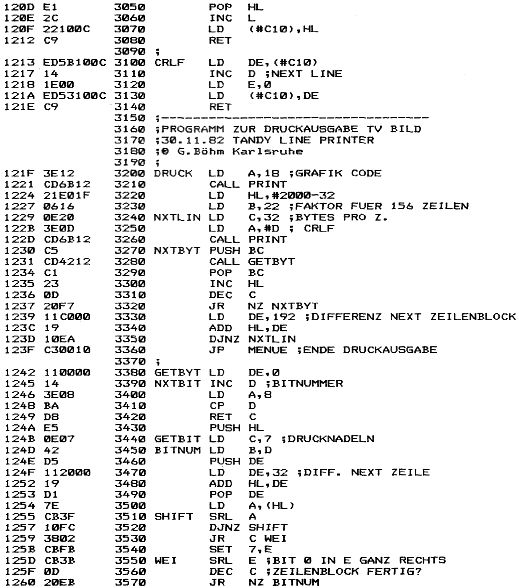 120D E1 3050 POP HL
120E 2C 3060 INC L
120F 22100C 3070 LD (#C10),HL
1212 C9 3080 RET
3090 ;
1213 ED5B100C 3100 CRLF LD DE,(#C10)
1217 14 3110 INC D ;NEXT LINE
1218 1E00 3120 LD E,0
121A ED53100C 3130 LD (#C10),DE
121E C9 3140 RET
3150 ;-----------------------------------
3160 ;PROGRAMM ZUR DRUCKAUSGABE TV BILD
3170 ;30.11.82 TANDY LINE PRINTER
3180 ;© G.Böhm Karlsruhe
3190 ;
121F 3E12 3200 DRUCK LD A,18 ;GRAFIK CODE
1221 CD6B12 3210 CALL PRINT
1224 21E01F 3220 LD HL,#2000-32
1227 0616 3230 LD B,22 ;FAKTOR FUER 156 ZEILEN
1229 0E20 3240 NXTLIN LD C,32 ;BYTES PRO Z.
122B 3E0D 3250 LD A,#D ; CRLF
122D CD6B12 3260 CALL PRINT
1230 C5 3270 NXTBYT PUSH BC
1231 CD4212 3280 CALL GETBYT
1234 C1 3290 POP BC
1235 23 3300 INC HL
1236 0D 3310 DEC C
1237 20F7 3320 JR NZ NXTBYT
1239 11C000 3330 LD DE,192 ;DIFFERENZ NEXT ZEILENBLOCK
123C 19 3340 ADD HL,DE
123D 10EA 3350 DJNZ NXTLIN
123F C30010 3360 JP MENUE ;ENDE DRUCKAUSGABE
3370 ;
1242 110000 3380 GETBYT LD DE,0
1245 14 3390 NXTBIT INC D ;BITNUMMER
1246 3E08 3400 LD A,8
1248 BA 3410 CP D
1249 D8 3420 RET C
124A E5 3430 PUSH HL
124B 0E07 3440 GETBIT LD C,7 ;DRUCKNADELN
124D 42 3450 BITNUM LD B,D
124E D5 3460 PUSH DE
124F 112000 3470 LD DE,32 ;DIFF. NEXT ZEILE
1252 19 3480 ADD HL,DE
1253 D1 3490 POP DE
1254 7E 3500 LD A,(HL)
1255 CB3F 3510 SHIFT SRL A
1257 10FC 3520 DJNZ SHIFT
1259 3802 3530 JR C WEI
125B CBFB 3540 SET 7,E
125D CB3B 3550 WEI SRL E ;BIT 0 IN E GANZ RECHTS
125F 0D 3560 DEC C ;ZEILENBLOCK FERTIG?
1260 20EB 3570 JR NZ BITNUM